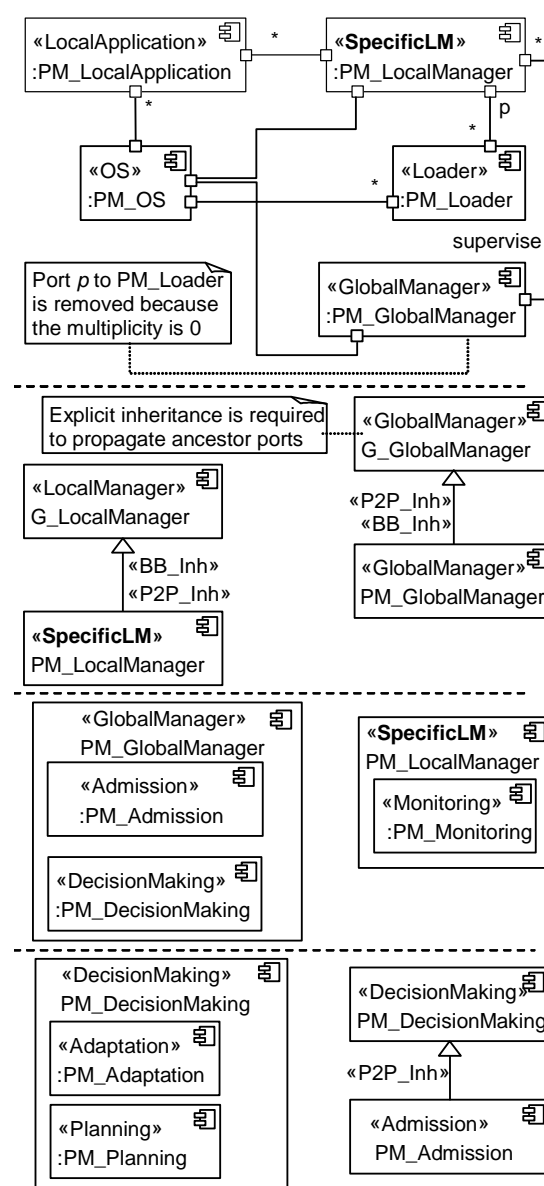 «LocalApplication»
:PM_LocalApplication
*
«SpecificLM»
:PM_LocalManager
*
*
p
*
«OS»
:PM_OS
*
«Loader»
:PM_Loader
supervise
Port p to PM_Loader
is removed because
the multiplicity is 0
«GlobalManager»
:PM_GlobalManager
Explicit inheritance is required
to propagate ancestor ports
«GlobalManager»
G_GlobalManager
«LocalManager»
G_LocalManager
«P2P_Inh»
«BB_Inh»
«BB_Inh»
«P2P_Inh»
«GlobalManager»
PM_GlobalManager
«SpecificLM»
PM_LocalManager
«GlobalManager»
PM_GlobalManager
«Admission»
:PM_Admission
«DecisionMaking»
:PM_DecisionMaking
«SpecificLM»
PM_LocalManager
«Monitoring»
:PM_Monitoring
«DecisionMaking»
PM_DecisionMaking
«Adaptation»
:PM_Adaptation
«Planning»
:PM_Planning
«DecisionMaking»
PM_DecisionMaking
«P2P_Inh»
«Admission»
PM_Admission